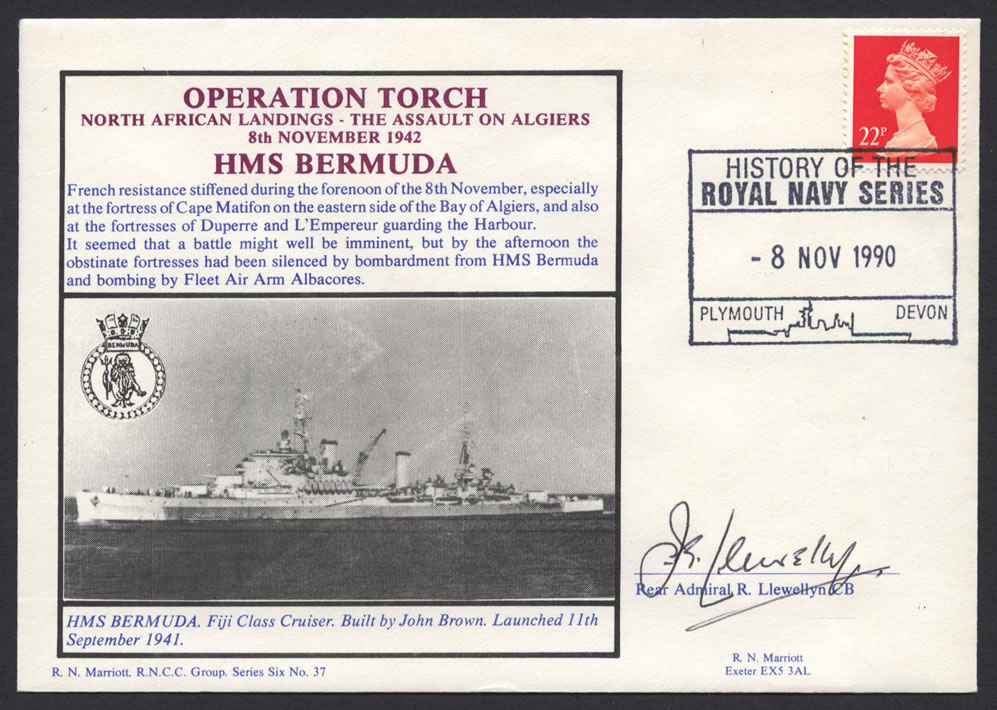 OPERATION TORCH
NORTH AFRICAN LANDINGS - THE ASSAULT ON ALGIERS
8th NOVEMBER 1942
HMS BERMUDA
French resistance stiffened during the forenoon of the 8th November, especially
at the fortress of Cape Matifon on the eastern side of the Bay of Algiers, and also
at the fortresses of Duperre and L'Empereur guarding the Harbour.
It seemed that a battle might well be imminent, but by the afternoon the
obstinate fortresses had been silenced by bombardment from HMS Bermuda
and bombing by Fleet Air Arm Albacores.
BERMUDA
HMS BERMUDA. Fiji Class Cruiser. Built by John Brown. Launched 11th
September 1941.
R. N. Marriott. R.N.C.C. Group. Series Six No. 37
22P
HISTORY OF THE
ROYAL NAVY SERIES
- 8 NOV 1990
PLYMOUTH DEVON
R. Llewellyn
Rear Admiral R. Llewellyn CB
R. N. Marriott
Exeter EX5 3AL